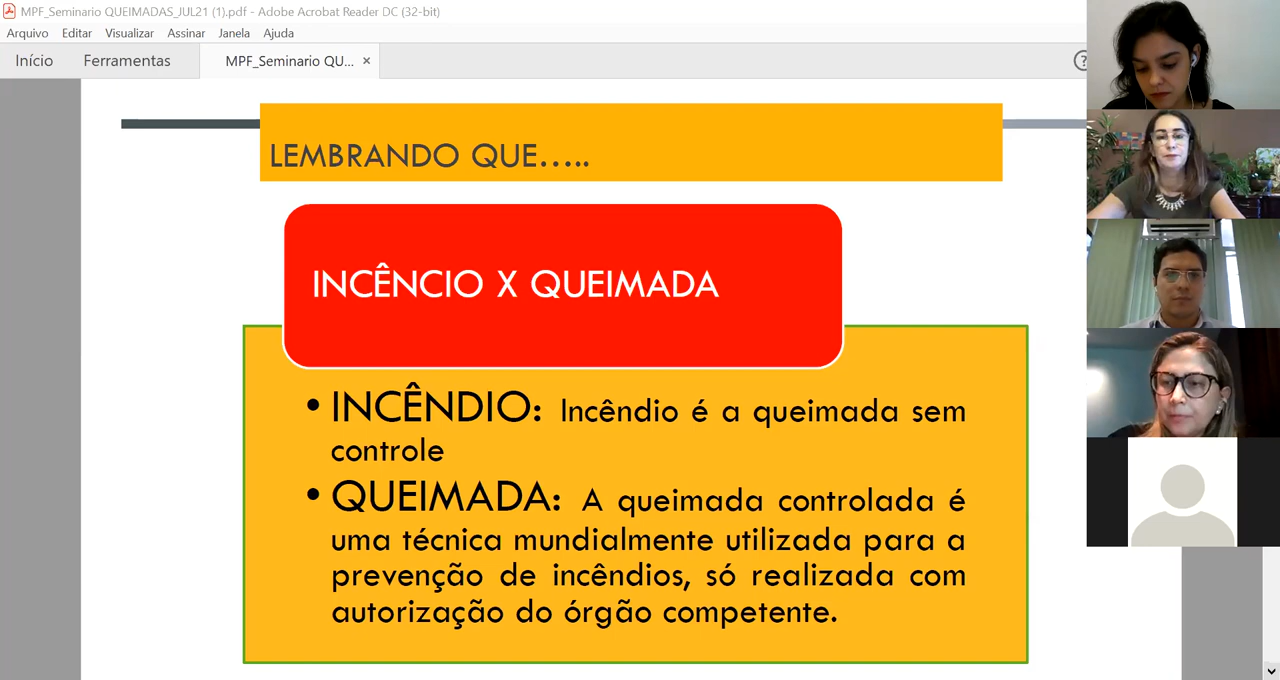 MPF_Seminario QUEIMADAS_JUL21 (1).pdf - Adobe Acrobat Reader DC (32-bit)
Arquivo Editar Visualizar Assinar Janela Ajuda
Início Ferramentas MPF_Seminario QU... × ?
LEMBRANDO QUE.....
INCÊNCIO X QUEIMADA
• INCÊNDIO: Incêndio é a queimada sem
controle
• QUEIMADA: A queimada controlada é
uma técnica mundialmente utilizada para a
prevenção de incêndios, só realizada com
autorização do órgão competente.